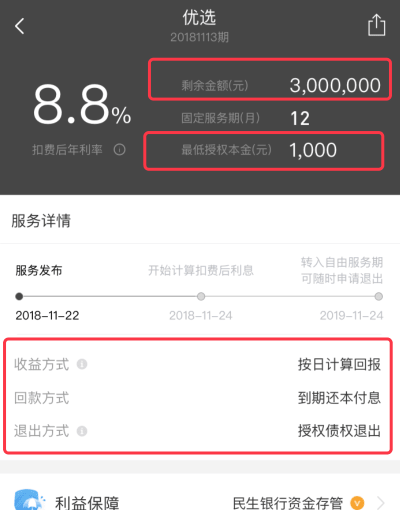 优选
20181113期
8.8%
扣费后年利率
剩余金额(元) 3,000,000
固定服务期(月) 12
最低授权本金(元) 1,000
服务详情
服务发布 开始计算扣费后利息 转入自由服务期
可随时申请退出
2018-11-22 2018-11-24 2019-11-24
收益方式 按日计算回报
回款方式 到期还本付息
退出方式 授权债权退出
利益保障 民生银行资金存管